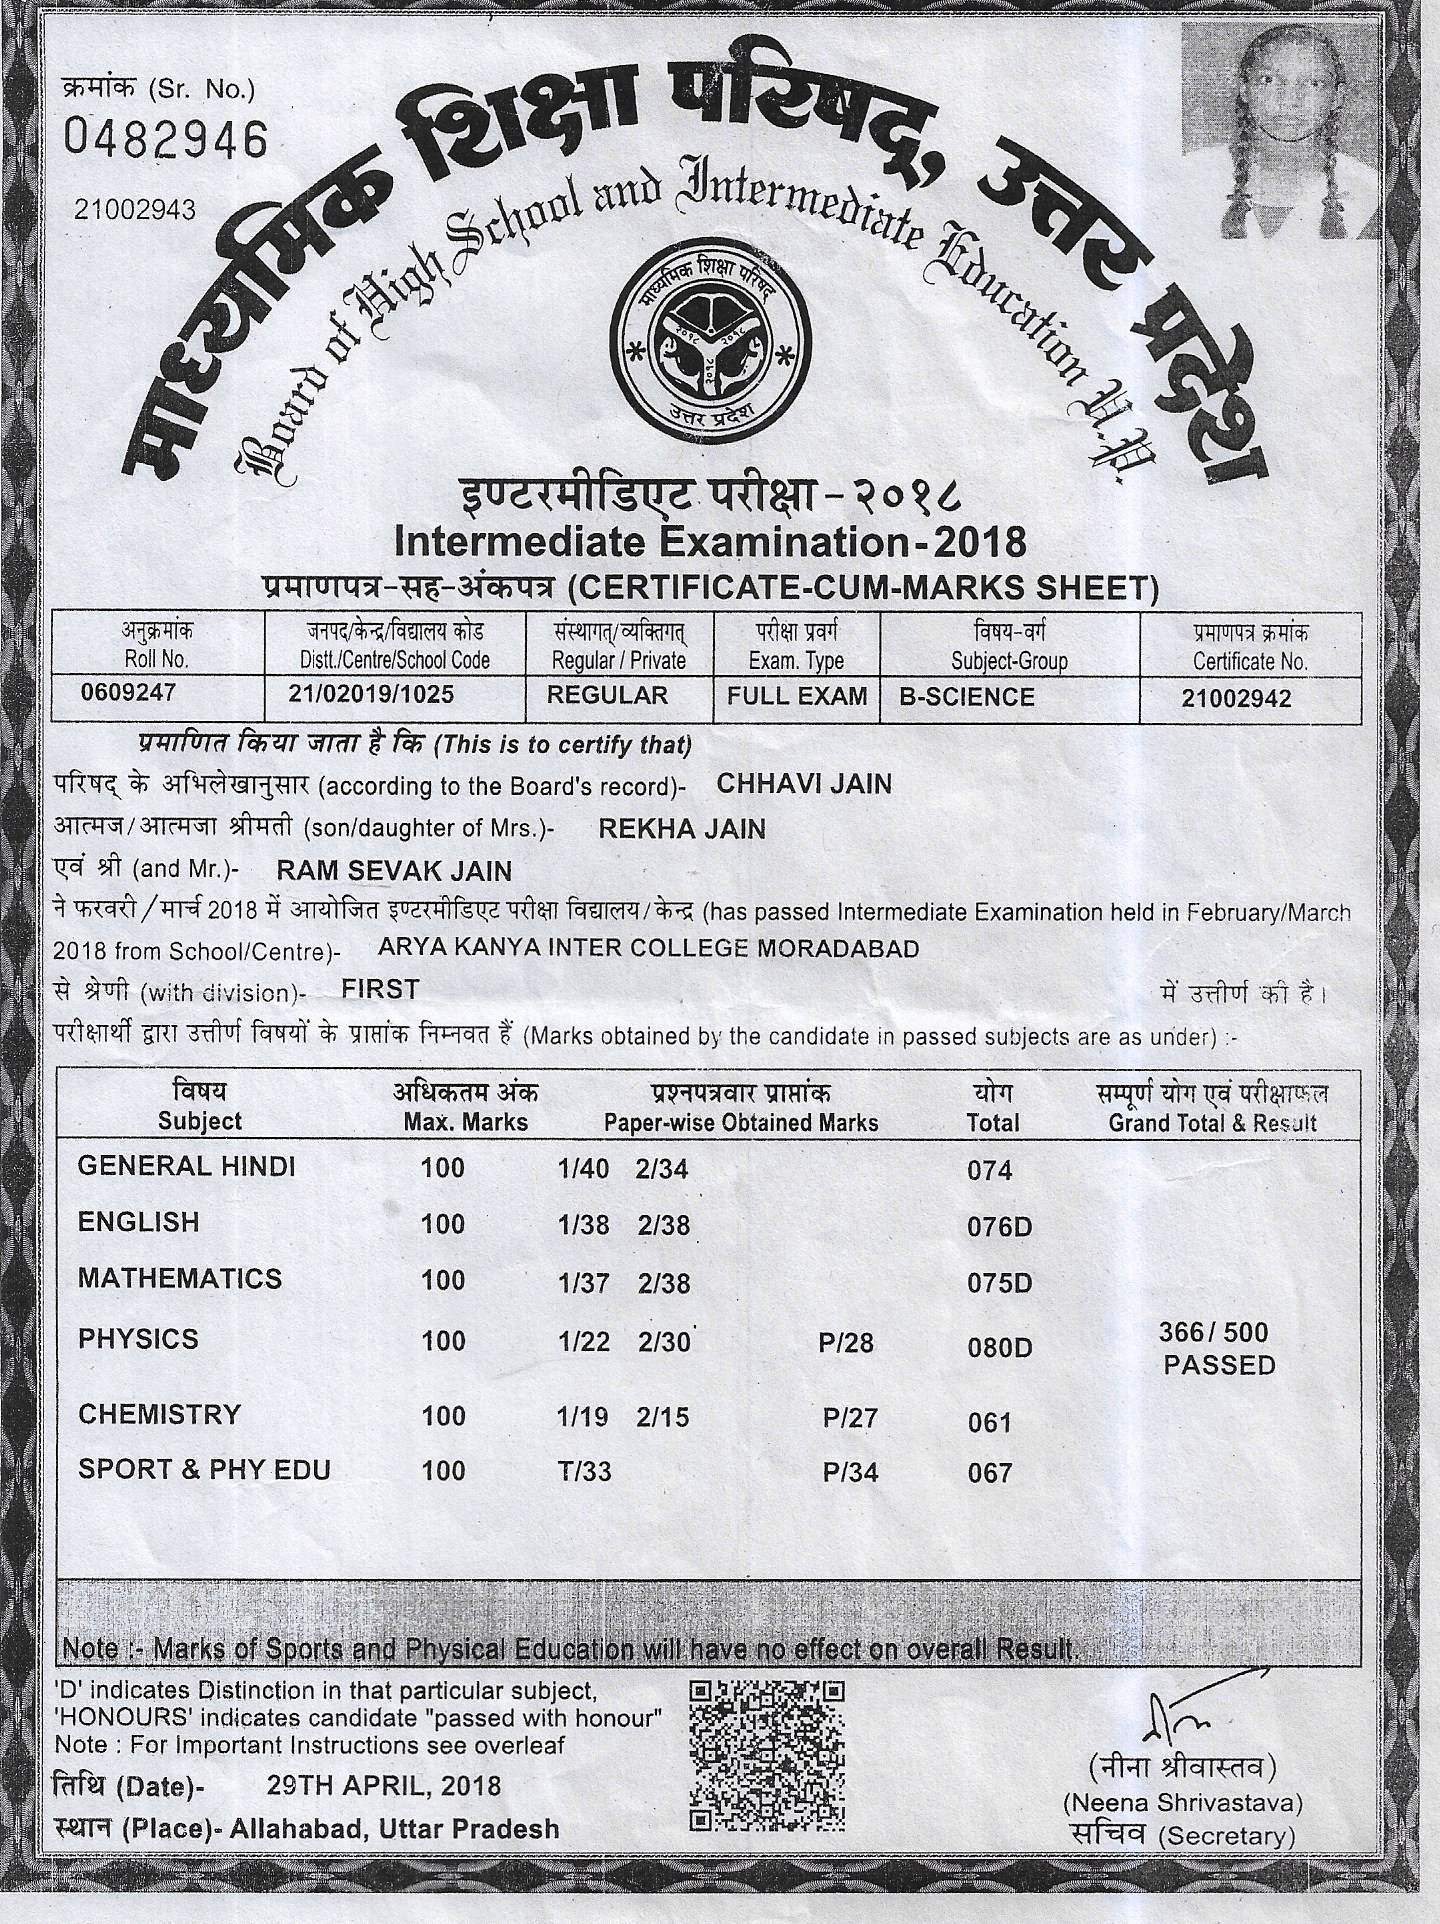 क्रमांक (Sr. No.)
0482946
21002943
माध्यमिक शिक्षा परिषद्, उत्तर प्रदेश
Board of High School and Intermediate Education U.P.
माध्यमिक शिक्षा परिषद
२०१८ २०१८
२०१८
उत्तर प्रदेश
इण्टरमीडिएट परीक्षा - २०१८
Intermediate Examination - 2018
प्रमाणपत्र-सह-अंकपत्र (CERTIFICATE-CUM-MARKS SHEET)
अनुक्रमांक जनपद/केन्द्र/विद्यालय कोड संस्थागत्/व्यक्तिगत् परीक्षा प्रवर्ग विषय-वर्ग प्रमाणपत्र क्रमांक
Roll No. Distt./Centre/School Code Regular / Private Exam. Type Subject-Group Certificate No.
0609247 21/02019/1025 REGULAR FULL EXAM B-SCIENCE 21002942
प्रमाणित किया जाता है कि (This is to certify that)
परिषद् के अभिलेखानुसार (according to the Board's record)- CHHAVI JAIN
आत्मज/आत्मजा श्रीमती (son/daughter of Mrs.)- REKHA JAIN
एवं श्री (and Mr.)- RAM SEVAK JAIN
ने फरवरी/मार्च 2018 में आयोजित इण्टरमीडिएट परीक्षा विद्यालय/केन्द्र (has passed Intermediate Examination held in February/March
2018 from School/Centre)- ARYA KANYA INTER COLLEGE MORADABAD
से श्रेणी (with division)- FIRST में उत्तीर्ण की है।
परीक्षार्थी द्वारा उत्तीर्ण विषयों के प्राप्तांक निम्नवत हैं (Marks obtained by the candidate in passed subjects are as under) :-
विषय अधिकतम अंक प्रश्नपत्रवार प्राप्तांक योग सम्पूर्ण योग एवं परीक्षाफल
Subject Max. Marks Paper-wise Obtained Marks Total Grand Total & Result
GENERAL HINDI 100 1/40 2/34 074
ENGLISH 100 1/38 2/38 076D
MATHEMATICS 100 1/37 2/38 075D
PHYSICS 100 1/22 2/30 P/28 080D 366/ 500
PASSED
CHEMISTRY 100 1/19 2/15 P/27 061
SPORT & PHY EDU 100 T/33 P/34 067
Note :- Marks of Sports and Physical Education will have no effect on overall Result.
'D' indicates Distinction in that particular subject,
'HONOURS' indicates candidate "passed with honour"
Note : For Important Instructions see overleaf
तिथि (Date)- 29TH APRIL, 2018
स्थान (Place)- Allahabad, Uttar Pradesh
(नीना श्रीवास्तव)
(Neena Shrivastava)
सचिव (Secretary)